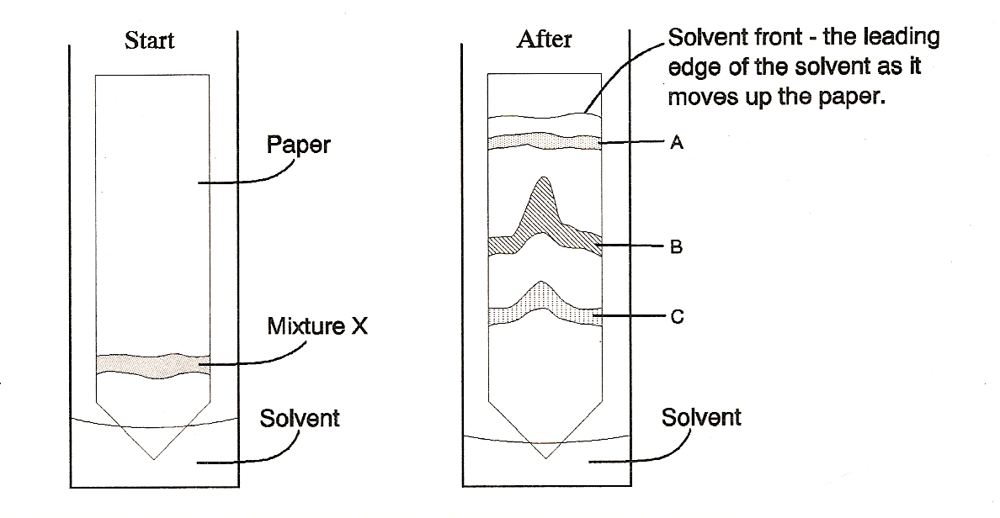 Start
Paper
Mixture X
Solvent
After
Solvent front - the leading
edge of the solvent as it
moves up the paper.
A
B
C
Solvent